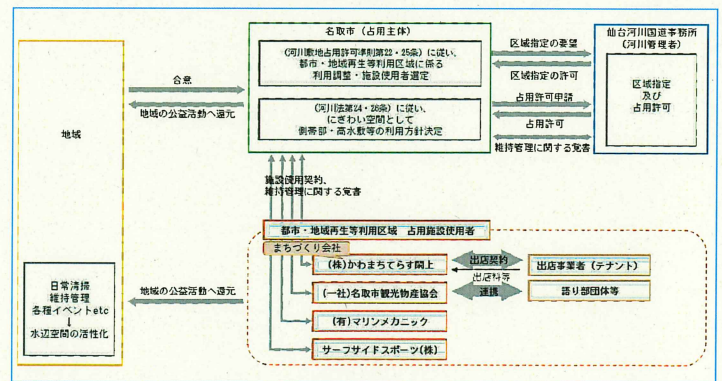 名取市（占用主体）
(河川敷地占用許可準則第22・25条）に従い、
都市・地域再生等利用区域に係る
利用調整・施設使用者選定
(河川法第24・26条）に従い、
にぎわい空間として
側帯部・高水敷等の利用方針決定
仙台河川国道事務所
（河川管理者）
区域指定
及び
占用許可
区域指定の要望
区域指定の許可
占用許可申請
占用許可
維持管理に関する覚書
合意
地域の公益活動へ還元
地域
施設使用契約、
維持管理に関する覚書
都市・地域再生等利用区域　占用施設使用者
まちづくり会社
(株)かわまちてらす閖上
(一社)名取市観光物産協会
(有)マリンメカニック
サーフサイドスポーツ(株)
出店契約
出店料等
連携
出店事業者（テナント）
語り部団体等
地域の公益活動へ還元
日常清掃
維持管理
各種イベントetc
↓
水辺空間の活性化